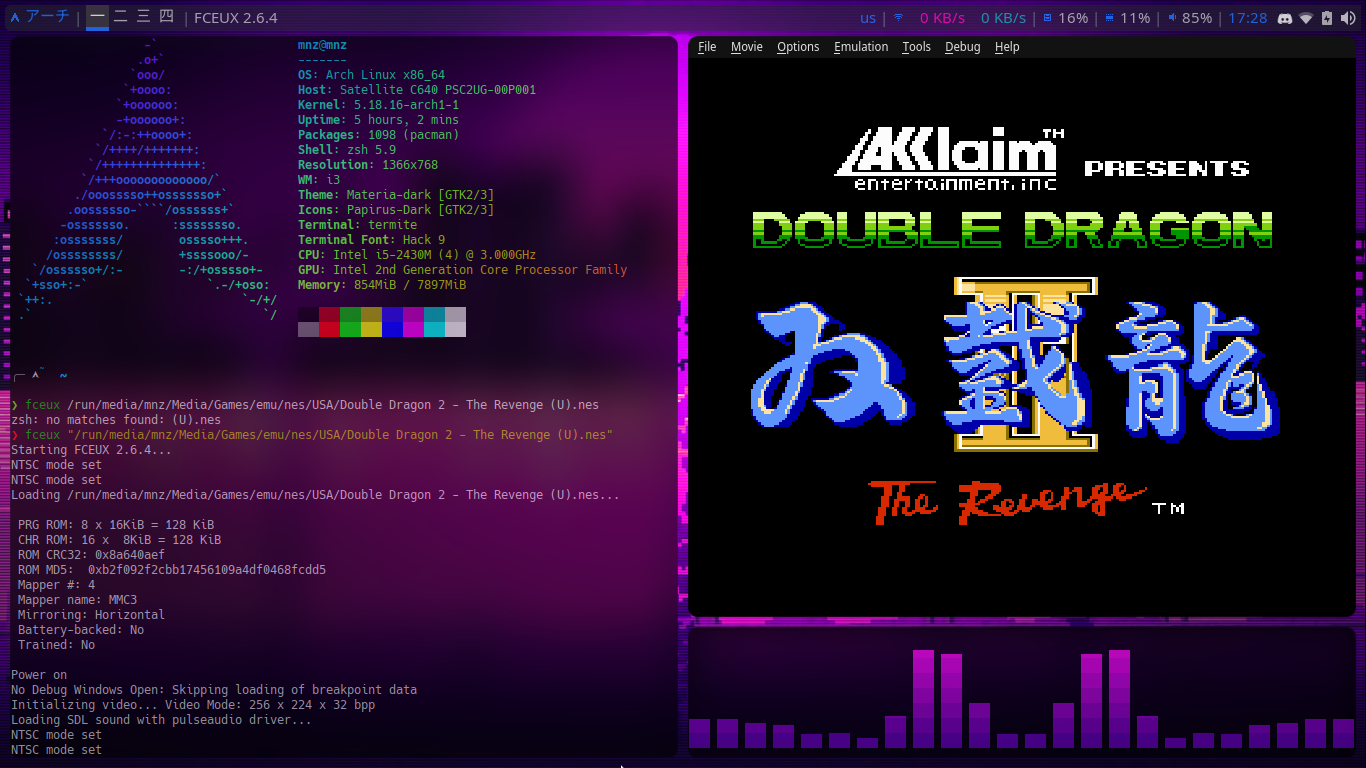 アーチ | 一 二 三 四 | FCEUX 2.6.4
us | 0 KB/s 0 KB/s | 16% | 11% | 85% | 17:28
mnz@mnz
-------
OS: Arch Linux x86_64
Host: Satellite C640 PSC2UG-00P001
Kernel: 5.18.16-arch1-1
Uptime: 5 hours, 2 mins
Packages: 1098 (pacman)
Shell: zsh 5.9
Resolution: 1366x768
WM: i3
Theme: Materia-dark [GTK2/3]
Icons: Papirus-Dark [GTK2/3]
Terminal: termite
Terminal Font: Hack 9
CPU: Intel i5-2430M (4) @ 3.000GHz
GPU: Intel 2nd Generation Core Processor Family
Memory: 854MiB / 7897MiB
~
❯ fceux /run/media/mnz/Media/Games/emu/nes/USA/Double Dragon 2 - The Revenge (U).nes
zsh: no matches found: (U).nes
❯ fceux "/run/media/mnz/Media/Games/emu/nes/USA/Double Dragon 2 - The Revenge (U).nes"
Starting FCEUX 2.6.4...
NTSC mode set
NTSC mode set
Loading /run/media/mnz/Media/Games/emu/nes/USA/Double Dragon 2 - The Revenge (U).nes...
PRG ROM: 8 x 16KiB = 128 KiB
CHR ROM: 16 x  8KiB = 128 KiB
ROM CRC32: 0x8a640aef
ROM MD5:  0xb2f092f2cbb17456109a4df0468fcdd5
Mapper #: 4
Mapper name: MMC3
Mirroring: Horizontal
Battery-backed: No
Trained: No
Power on
No Debug Windows Open: Skipping loading of breakpoint data
Initializing video... Video Mode: 256 x 224 x 32 bpp
Loading SDL sound with pulseaudio driver...
NTSC mode set
NTSC mode set
File Movie Options Emulation Tools Debug Help
AKKlaim™
entertainment, inc PRESENTS
DOUBLE DRAGON
II
双截龍
The Revenge ™